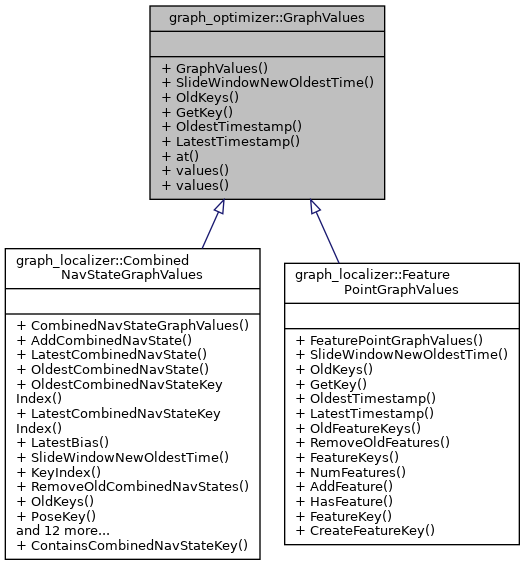 graph_optimizer::GraphValues
+ GraphValues()
+ SlideWindowNewOldestTime()
+ OldKeys()
+ GetKey()
+ OldestTimestamp()
+ LatestTimestamp()
+ at()
+ values()
+ values()
graph_localizer::Combined
NavStateGraphValues
+ CombinedNavStateGraphValues()
+ AddCombinedNavState()
+ LatestCombinedNavState()
+ OldestCombinedNavState()
+ OldestCombinedNavStateKey
Index()
+ LatestCombinedNavStateKey
Index()
+ LatestBias()
+ SlideWindowNewOldestTime()
+ KeyIndex()
+ RemoveOldCombinedNavStates()
+ OldKeys()
+ PoseKey()
and 12 more...
+ ContainsCombinedNavStateKey()
graph_localizer::Feature
PointGraphValues
+ FeaturePointGraphValues()
+ SlideWindowNewOldestTime()
+ OldKeys()
+ GetKey()
+ OldestTimestamp()
+ LatestTimestamp()
+ OldFeatureKeys()
+ RemoveOldFeatures()
+ FeatureKeys()
+ NumFeatures()
+ AddFeature()
+ HasFeature()
+ FeatureKey()
+ CreateFeatureKey()